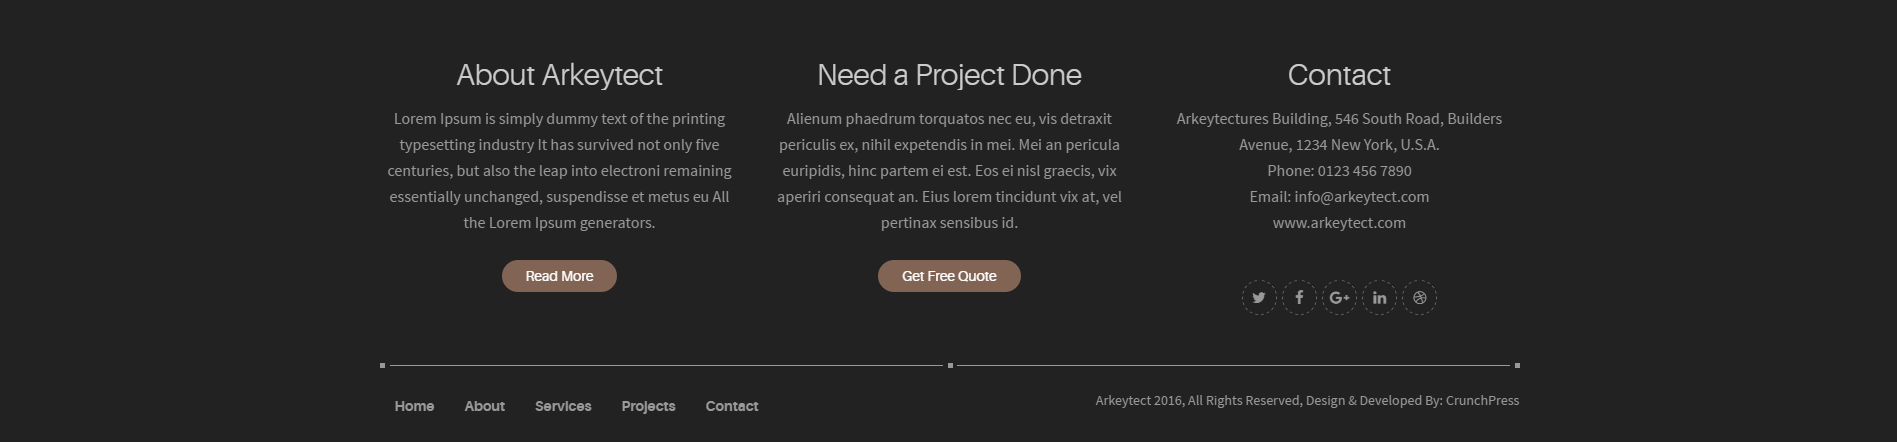 About Arkeytect
Lorem Ipsum is simply dummy text of the printing
typesetting industry It has survived not only five
centuries, but also the leap into electroni remaining
essentially unchanged, suspendisse et metus eu All
the Lorem Ipsum generators.
Read More
Need a Project Done
Alienum phaedrum torquatos nec eu, vis detraxit
periculis ex, nihil expetendis in mei. Mei an pericula
euripidis, hinc partem ei est. Eos ei nisl graecis, vix
aperiri consequat an. Eius lorem tincidunt vix at, vel
pertinax sensibus id.
Get Free Quote
Contact
Arkeytectures Building, 546 South Road, Builders
Avenue, 1234 New York, U.S.A.
Phone: 0123 456 7890
Email: info@arkeytect.com
www.arkeytect.com
Home About Services Projects Contact
Arkeytect 2016, All Rights Reserved, Design & Developed By: CrunchPress